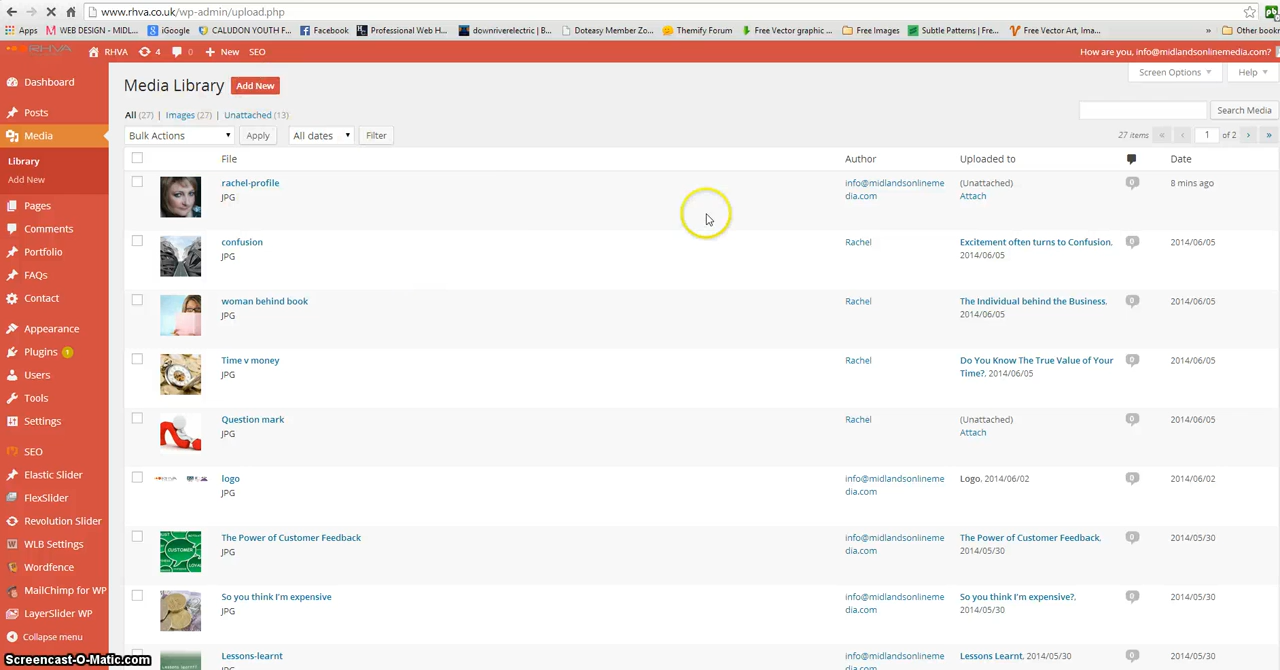 www.rhva.co.uk/wp-admin/upload.php
Apps WEB DESIGN - MIDL... iGoogle CALUDON YOUTH F... Facebook Professional Web H... downriverelectric | B... Doteasy Member Zo... Themify Forum Free Vector graphic ... Free Images Subtle Patterns | Fre... Free Vector Art, Ima... » Other book
RHVA 4 0 New SEO How are you, info@midlandsonlinemedia.com?
Screen Options Help
Media Library Add New
All (27) | Images (27) | Unattached (13)
Search Media
Bulk Actions Apply All dates Filter 27 items « ‹ 1 of 2 › »
File Author Uploaded to Date
rachel-profile
JPG
info@midlandsonlineme
dia.com
(Unattached)
Attach
0
8 mins ago
confusion
JPG
Rachel
Excitement often turns to Confusion.
2014/06/05
0
2014/06/05
woman behind book
JPG
Rachel
The Individual behind the Business.
2014/06/05
0
2014/06/05
Time v money
JPG
Rachel
Do You Know The True Value of Your
Time?. 2014/06/05
0
2014/06/05
Question mark
JPG
Rachel
(Unattached)
Attach
0
2014/06/05
logo
JPG
info@midlandsonlineme
dia.com
Logo. 2014/06/02
0
2014/06/02
The Power of Customer Feedback
JPG
info@midlandsonlineme
dia.com
The Power of Customer Feedback.
2014/05/30
0
2014/05/30
So you think I'm expensive
JPG
info@midlandsonlineme
dia.com
So you think I'm expensive?.
2014/05/30
0
2014/05/30
Lessons-learnt
JPG
info@midlandsonlineme
Lessons Learnt. 2014/05/30
0
2014/05/30
Dashboard
Posts
Media
Library
Add New
Pages
Comments
Portfolio
FAQs
Contact
Appearance
Plugins 1
Users
Tools
Settings
SEO
Elastic Slider
FlexSlider
Revolution Slider
WLB Settings
Wordfence
MailChimp for WP
LayerSlider WP
Collapse menu
Screencast-O-Matic.com